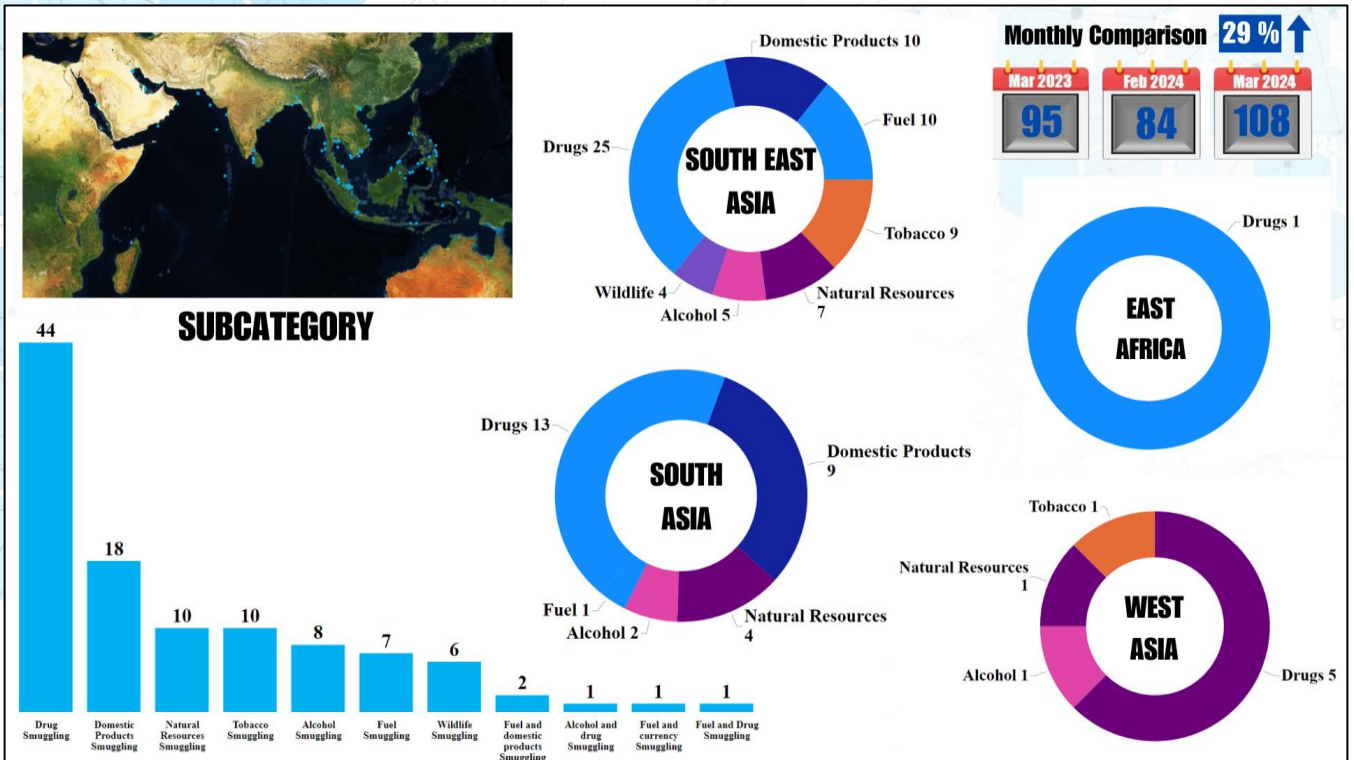 Monthly Comparison 29 %
Mar 2023
95
Feb 2024
84
Mar 2024
108
SOUTH EAST
ASIA
Domestic Products 10
Fuel 10
Tobacco 9
Natural Resources
7
Alcohol 5
Wildlife 4
Drugs 25
EAST
AFRICA
Drugs 1
SUBCATEGORY
44
18
10
10
8
7
6
2
1
1
1
Drug
Smuggling
Domestic
Products
Smuggling
Natural
Resources
Smuggling
Tobacco
Smuggling
Alcohol
Smuggling
Fuel
Smuggling
Wildlife
Smuggling
Fuel and
domestic
products
Smuggling
Alcohol and
drug
Smuggling
Fuel and
currency
Smuggling
Fuel and Drug
Smuggling
SOUTH
ASIA
Drugs 13
Domestic Products
9
Natural Resources
4
Alcohol 2
Fuel 1
WEST
ASIA
Tobacco 1
Natural Resources
1
Alcohol 1
Drugs 5